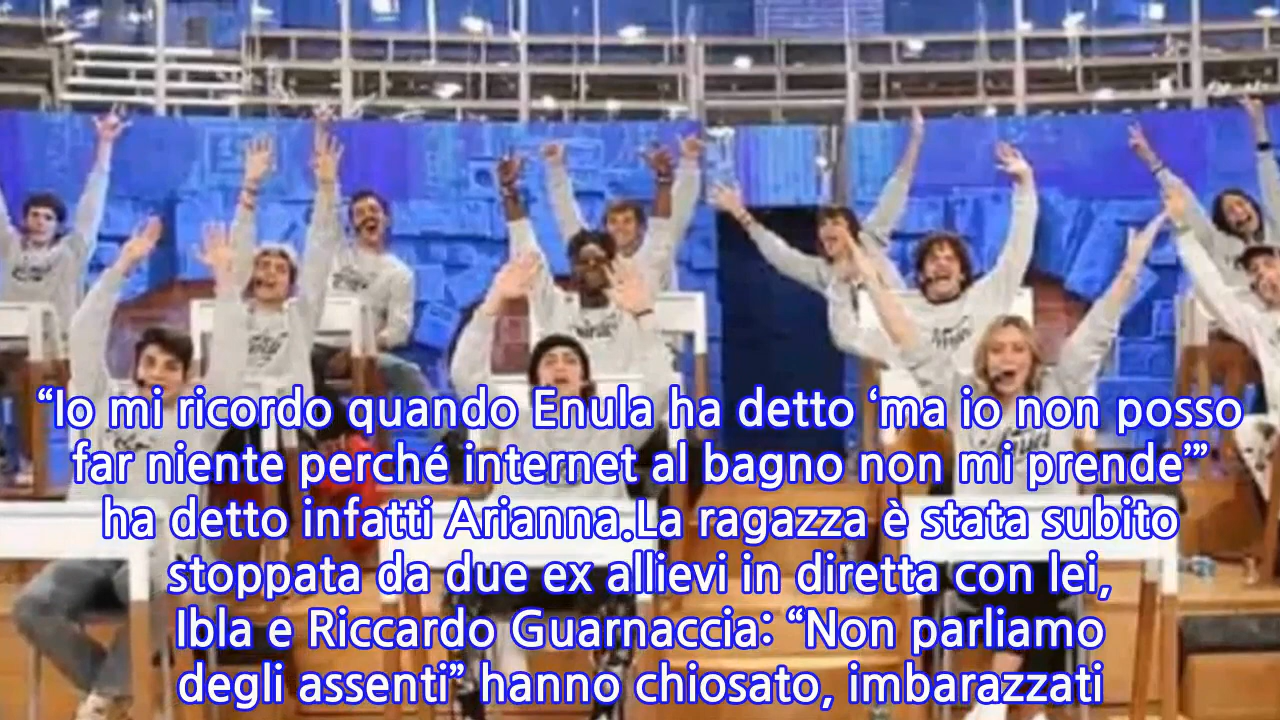 “Io mi ricordo quando Enula ha detto ‘ma io non posso
far niente perché internet al bagno non mi prende’”
ha detto infatti Arianna.La ragazza è stata subito
stoppata da due ex allievi in diretta con lei,
Ibla e Riccardo Guarnaccia: “Non parliamo
degli assenti” hanno chiosato, imbarazzati